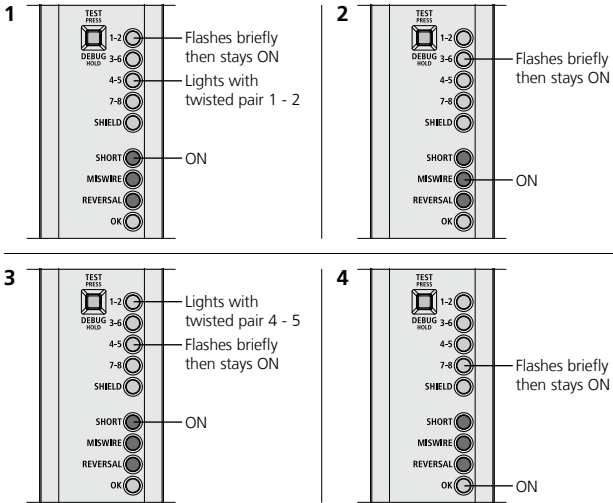 1
TEST
PRESS
1-2
Flashes briefly
then stays ON
DEBUG
HOLD
3-6
4-5
Lights with
twisted pair 1 - 2
7-8
SHIELD
SHORT
ON
MISWIRE
REVERSAL
OK
2
TEST
PRESS
1-2
DEBUG
HOLD
3-6
Flashes briefly
then stays ON
4-5
7-8
SHIELD
SHORT
MISWIRE
ON
REVERSAL
OK
3
TEST
PRESS
1-2
Lights with
twisted pair 4 - 5
DEBUG
HOLD
3-6
4-5
Flashes briefly
then stays ON
7-8
SHIELD
SHORT
ON
MISWIRE
REVERSAL
OK
4
TEST
PRESS
1-2
DEBUG
HOLD
3-6
4-5
7-8
Flashes briefly
then stays ON
SHIELD
SHORT
MISWIRE
REVERSAL
OK
ON